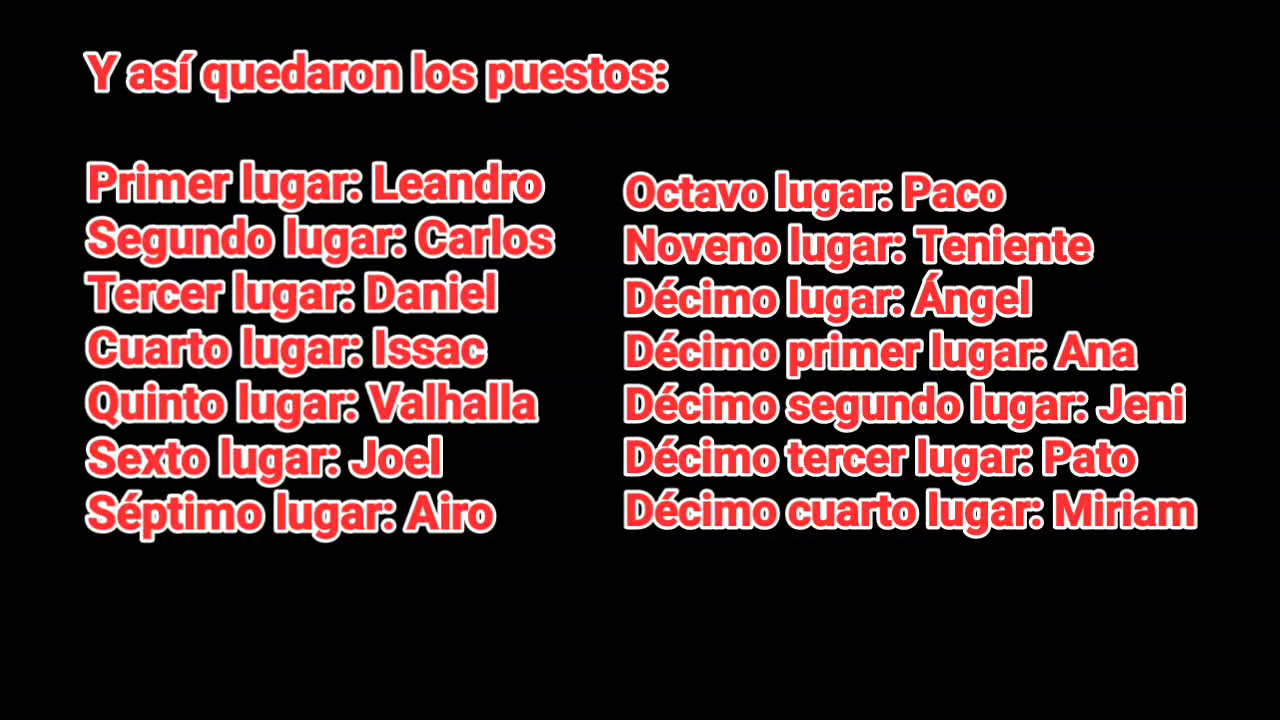 Y así quedaron los puestos:
Primer lugar: Leandro
Segundo lugar: Carlos
Tercer lugar: Daniel
Cuarto lugar: Issac
Quinto lugar: Valhalla
Sexto lugar: Joel
Séptimo lugar: Airo
Octavo lugar: Paco
Noveno lugar: Teniente
Décimo lugar: Ángel
Décimo primer lugar: Ana
Décimo segundo lugar: Jeni
Décimo tercer lugar: Pato
Décimo cuarto lugar: Miriam